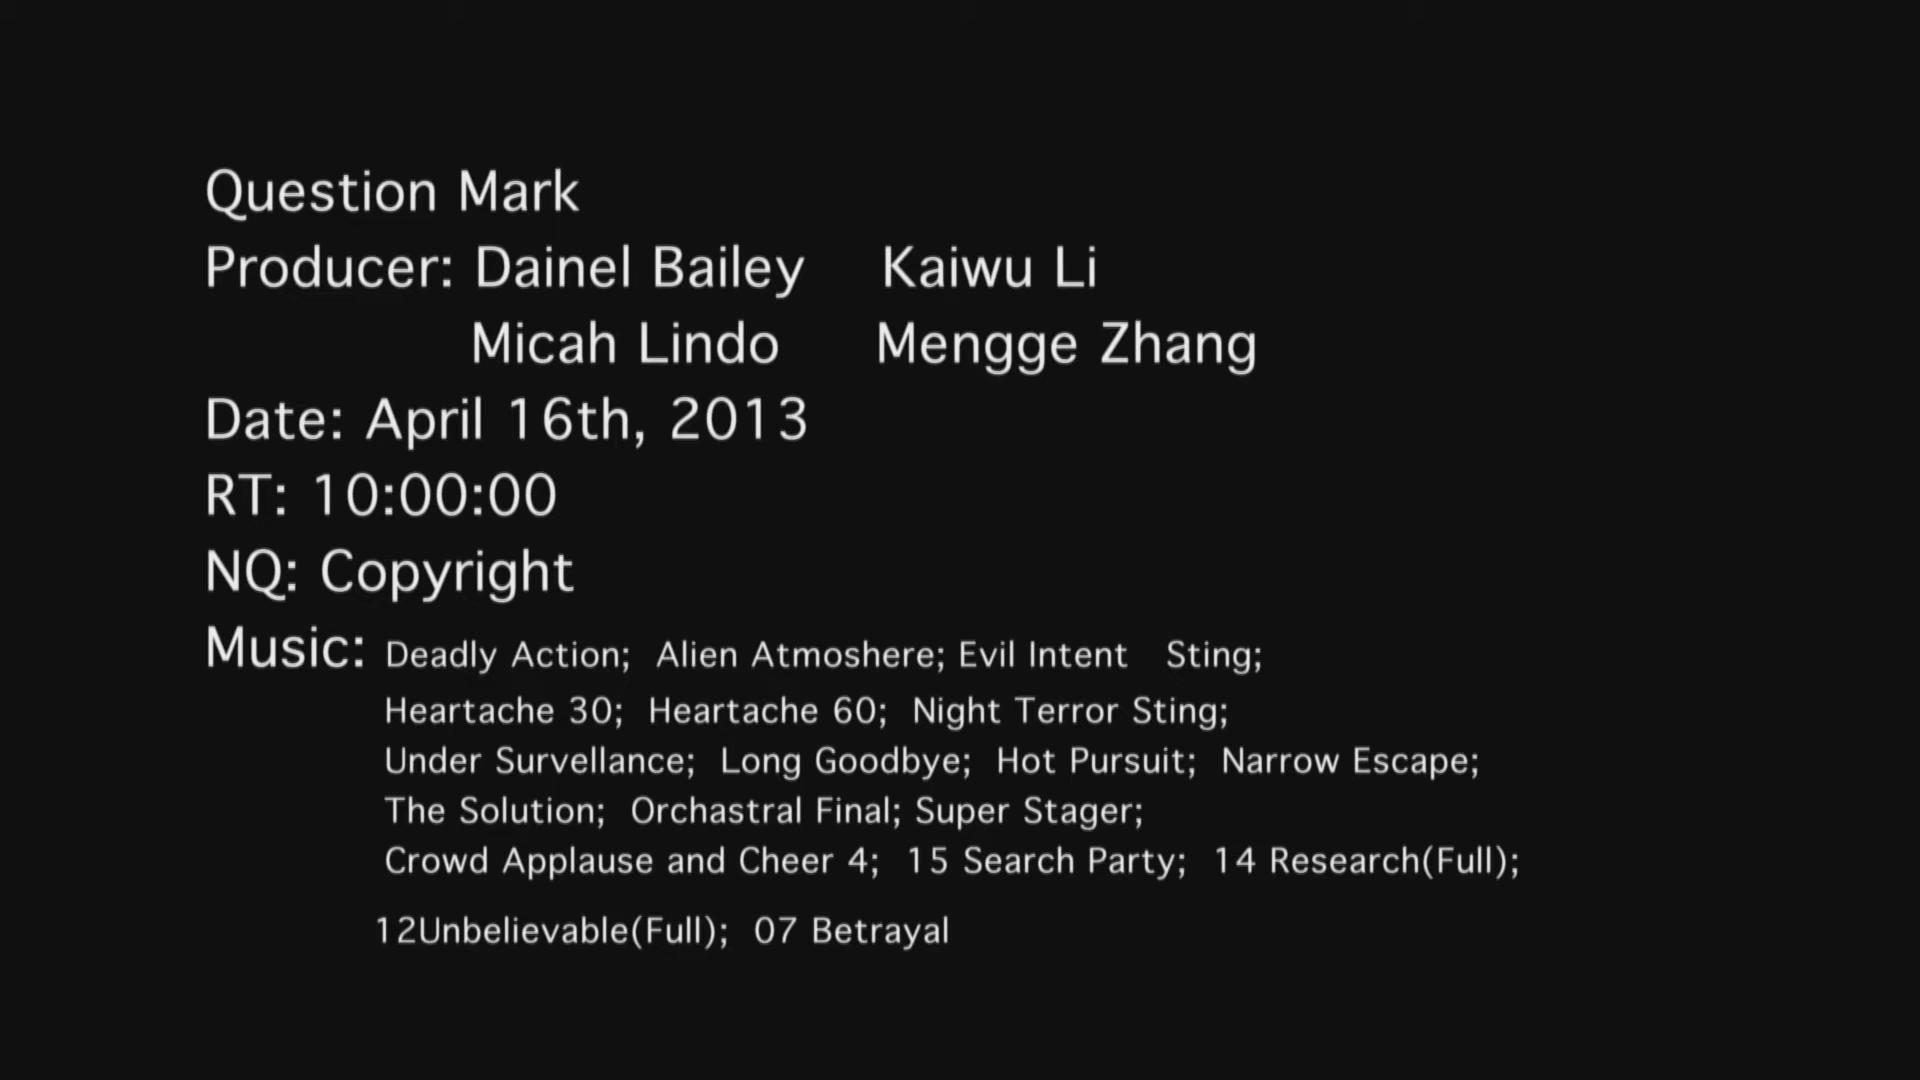 Question Mark
Producer: Dainel Bailey Kaiwu Li
Micah Lindo Mengge Zhang
Date: April 16th, 2013
RT: 10:00:00
NQ: Copyright
Music: Deadly Action; Alien Atmoshere; Evil Intent Sting;
Heartache 30; Heartache 60; Night Terror Sting;
Under Survellance; Long Goodbye; Hot Pursuit; Narrow Escape;
The Solution; Orchastral Final; Super Stager;
Crowd Applause and Cheer 4; 15 Search Party; 14 Research(Full);
12Unbelievable(Full); 07 Betrayal